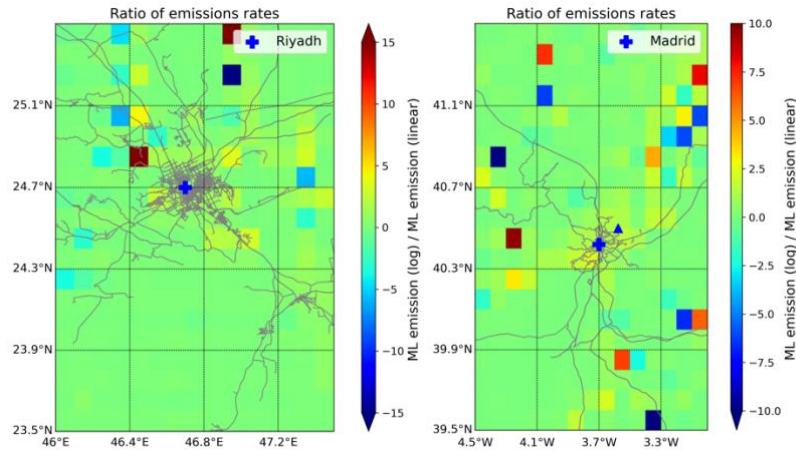 Ratio of emissions rates
Riyadh
25.1°N
24.7°N
24.3°N
23.9°N
23.5°N
46°E
46.4°E
46.8°E
47.2°E
15
10
5
0
−5
−10
−15
ML emission (log) / ML emission (linear)
Ratio of emissions rates
Madrid
41.1°N
40.7°N
40.3°N
39.9°N
39.5°N
4.5°W
4.1°W
3.7°W
3.3°W
10.0
7.5
5.0
2.5
0.0
−2.5
−5.0
−7.5
−10.0
ML emission (log) / ML emission (linear)